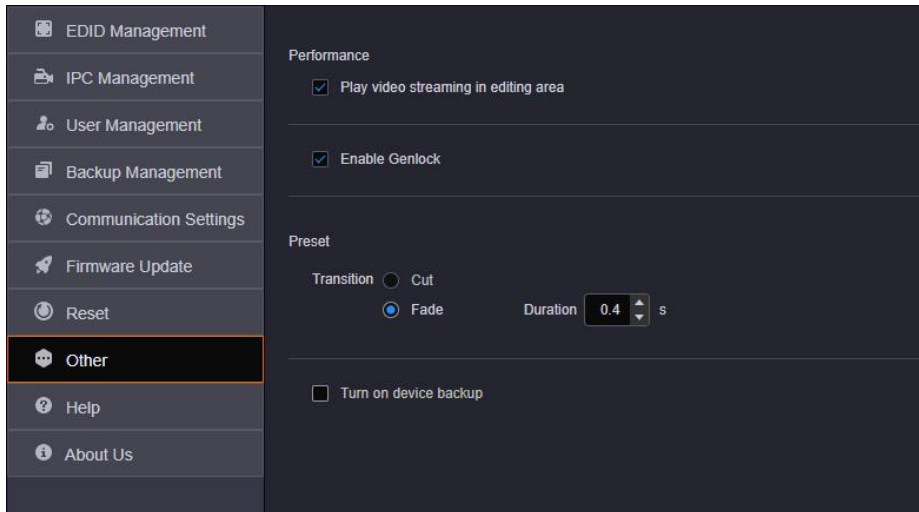 EDID Management
IPC Management
User Management
Backup Management
Communication Settings
Firmware Update
Reset
Other
Help
About Us
Performance
Play video streaming in editing area
Enable Genlock
Preset
Transition Cut
Fade Duration 0.4 s
Turn on device backup